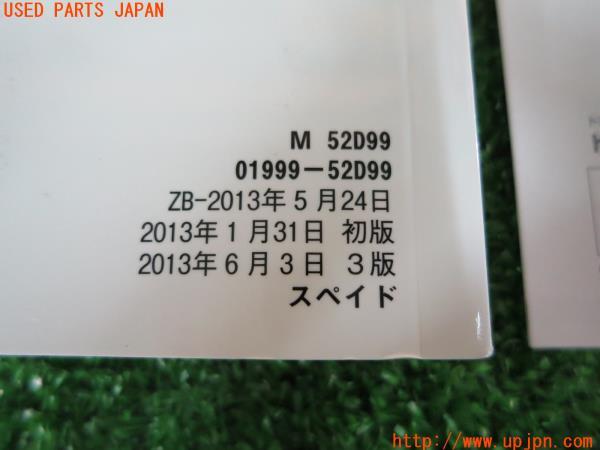 USED PARTS JAPAN
M 52D99
01999-52D99
ZB-2013年5月24日
2013年1月31日 初版
2013年6月3日 3版
スペイド
http://www.upjpn.com/